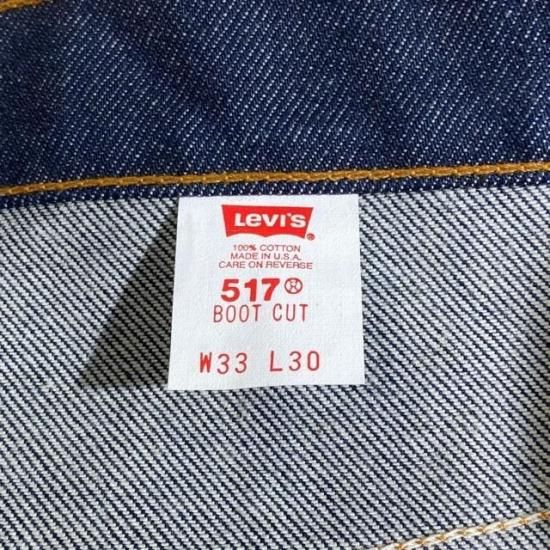 Levi's ®
100% COTTON
MADE IN U.S.A.
CARE ON REVERSE
517®
BOOT CUT
W33 L30